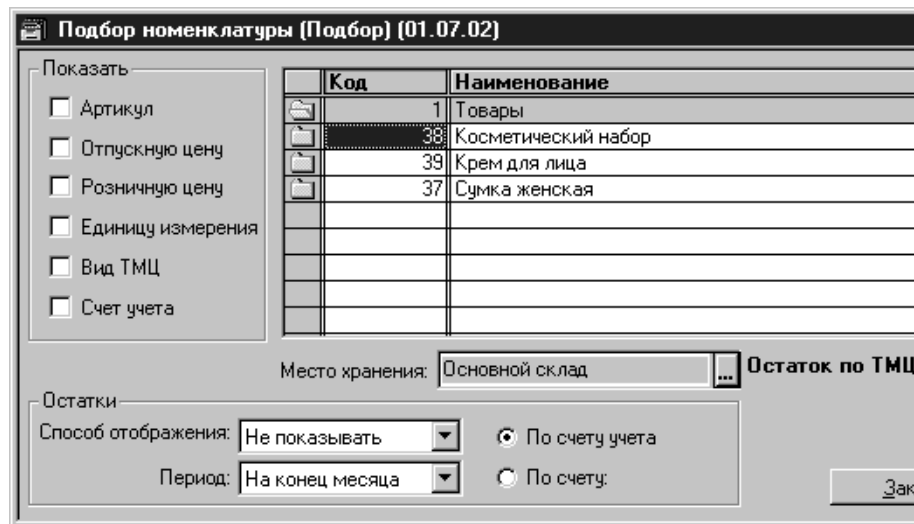 Подбор номенклатуры (Подбор) (01.07.02)
Показать
Артикул
Отпускную цену
Розничную цену
Единицу измерения
Вид ТМЦ
Счет учета
Код Наименование
1 Товары
38 Косметический набор
39 Крем для лица
37 Сумка женская
Место хранения: Основной склад ... Остаток по ТМЦ
Остатки
Способ отображения: Не показывать По счету учета
Период: На конец месяца По счету:
Зак